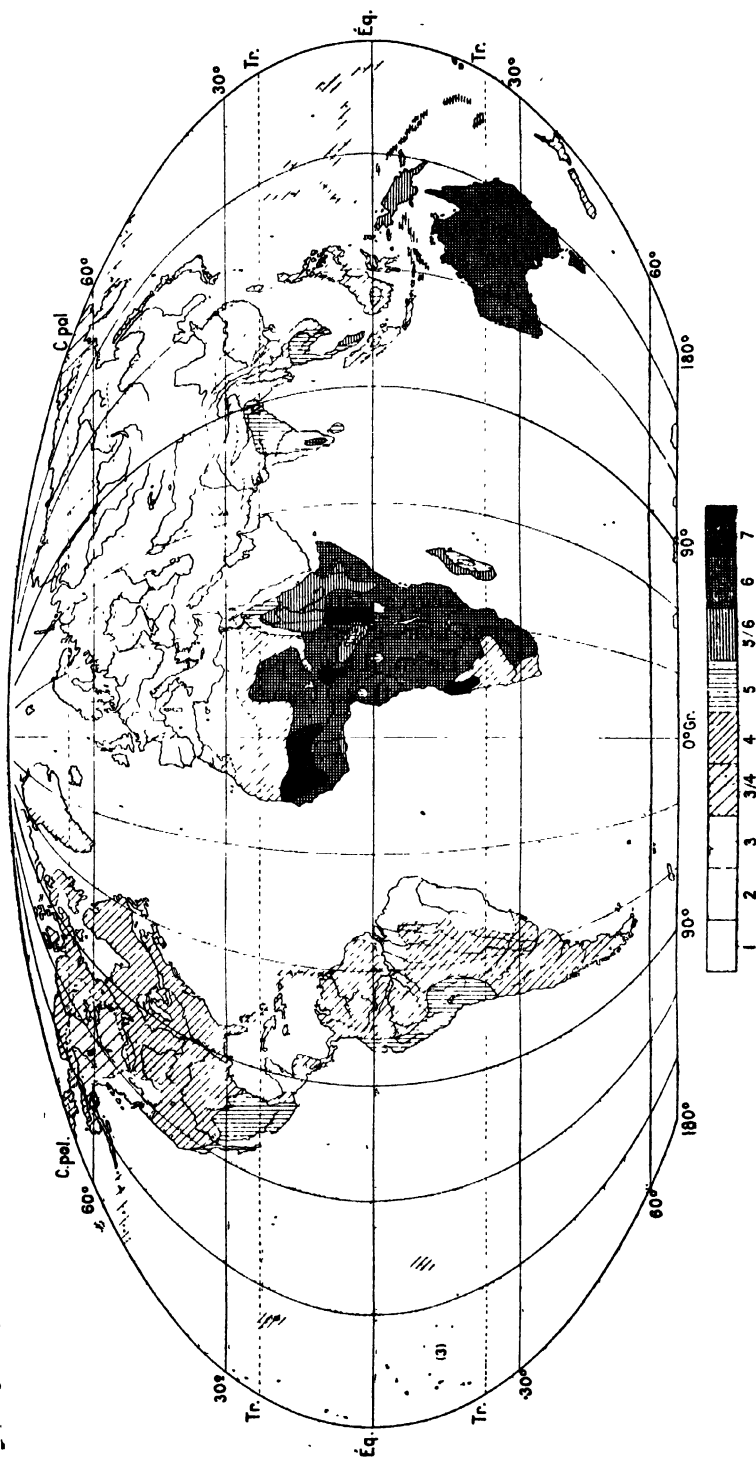 C.pol. C.pol
60° 60°
30º 30°
Tr. Tr.
Éq. Éq.
(3)
Tr. Tr.
30° 30°
60° 60°
180° 90° 0°Gr. 90° 180°
1 2 3 3/4 4 5 5/6 6 7